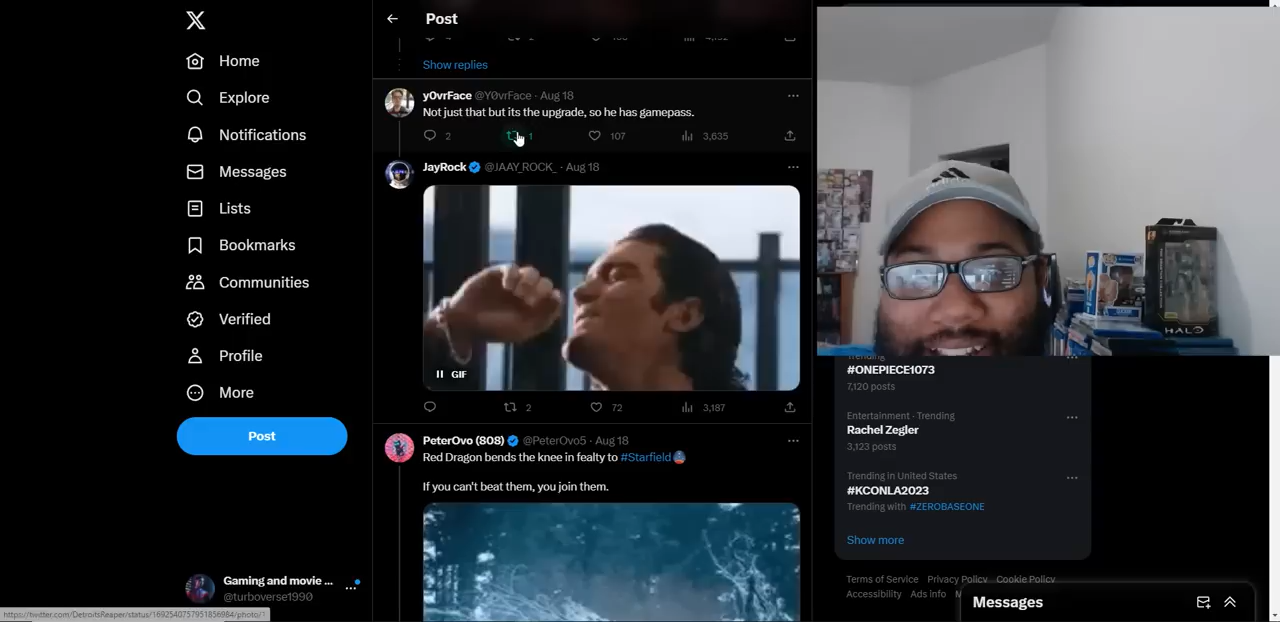 Post
Home
Explore
Notifications
Messages
Lists
Bookmarks
Communities
Verified
Profile
More
Post
Gaming and movie ...
@turboverse1990
https://twitter.com/DetroitsReaper/status/1692540757951856984/photo/1
Show replies
y0vrFace @Y0vrFace · Aug 18
Not just that but its the upgrade, so he has gamepass.
2 1 107 3,635
JayRock @JAAY_ROCK_ · Aug 18
GIF
2 72 3,187
PeterOvo (808) @PeterOvo5 · Aug 18
Red Dragon bends the knee in fealty to #Starfield
If you can't beat them, you join them.
HALO
Trending
#ONEPIECE1073
7,120 posts
Entertainment · Trending
Rachel Zegler
3,123 posts
Trending in United States
#KCONLA2023
Trending with #ZEROBASEONE
Show more
Terms of Service Privacy Policy Cookie Policy
Accessibility Ads info
Messages